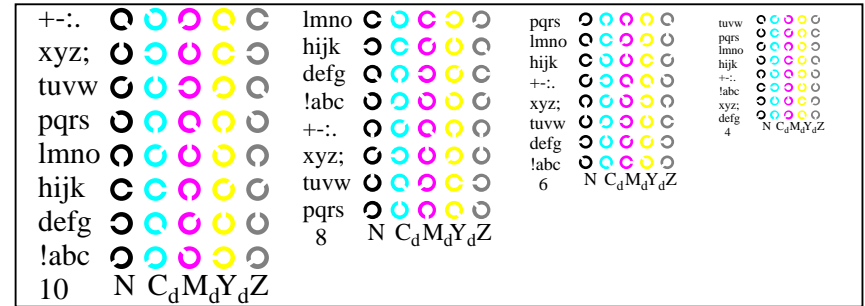 +-:.
xyz;
tuvw
pqrs
lmno
hijk
defg
!abc
10 N CdMdYdZ
lmno
hijk
defg
!abc
+-:.
xyz;
tuvw
pqrs
8 N CdMdYdZ
pqrs
lmno
hijk
+-:.
xyz;
tuvw
defg
!abc
6 N CdMdYdZ
tuvw
pqrs
lmno
hijk
+-:.
!abc
xyz;
defg
4 N CdMdYdZ